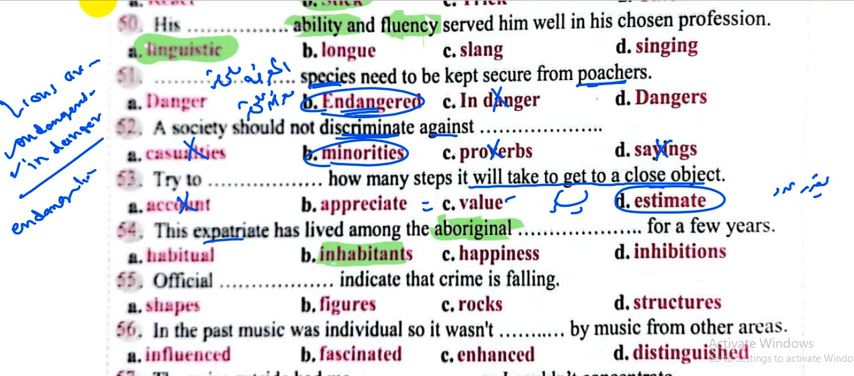 50. His .................. ability and fluency served him well in his chosen profession.
a. linguistic b. longue c. slang d. singing
51. .................. species need to be kept secure from poachers.
a. Danger b. Endangered c. In danger d. Dangers
52. A society should not discriminate against ....................
a. casualties b. minorities c. proverbs d. sayings
53. Try to .................... how many steps it will take to get to a close object.
a. account b. appreciate = c. value d. estimate
54. This expatriate has lived among the aboriginal .................... for a few years.
a. habitual b. inhabitants c. happiness d. inhibitions
55. Official .................... indicate that crime is falling.
a. shapes b. figures c. rocks d. structures
56. In the past music was individual so it wasn't ........... by music from other areas.
a. influenced b. fascinated c. enhanced d. distinguished
Lions are
endangered
in danger
Activate Windows